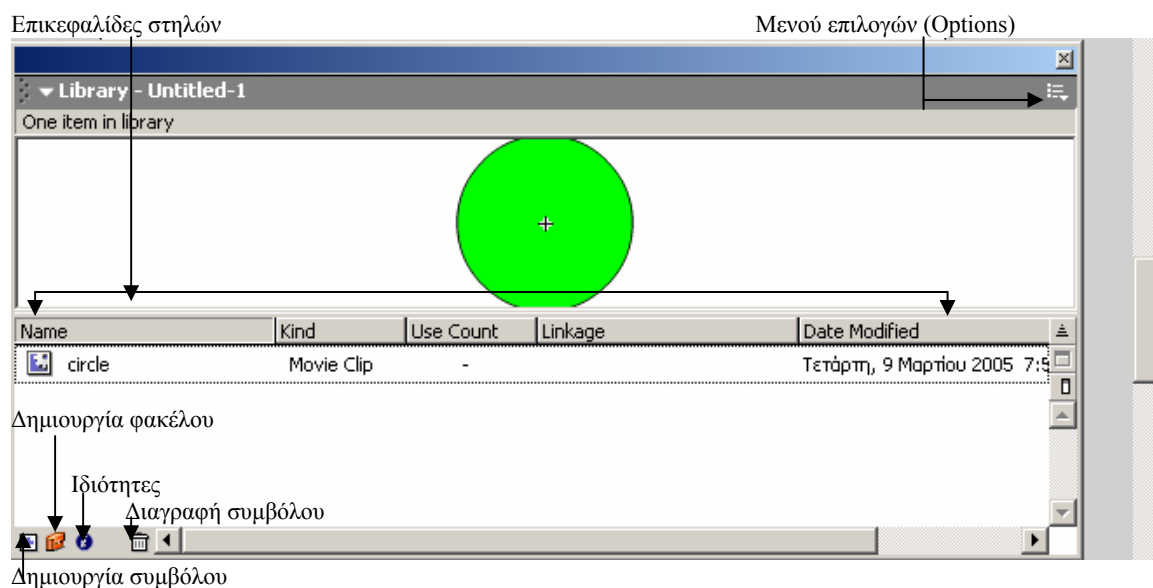 Επικεφαλίδες στηλών Μενού επιλογών (Options)
Library - Untitled-1
One item in library
Name Kind Use Count Linkage Date Modified
circle Movie Clip - Τετάρτη, 9 Μαρτίου 2005 7:5
Δημιουργία φακέλου
Ιδιότητες
Διαγραφή συμβόλου
Δημιουργία συμβόλου